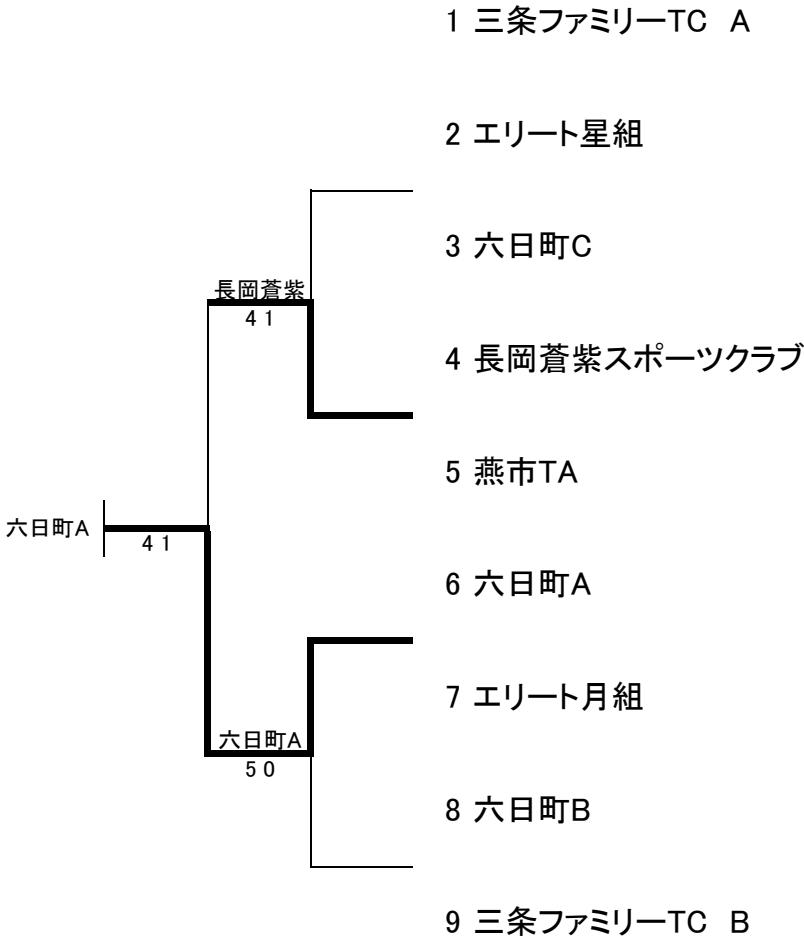 1 三条ファミリーTC A
2 エリート星組
3 六日町C
長岡蒼紫
4 1
4 長岡蒼紫スポーツクラブ
5 燕市TA
六日町A
4 1
6 六日町A
7 エリート月組
六日町A
5 0
8 六日町B
9 三条ファミリーTC B